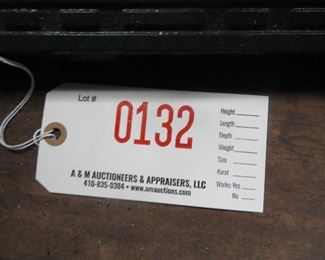 Lot #
0132
A & M AUCTIONEERS & APPRAISERS, LLC
410-835-0384 • www.amauctions.com
Height
Length
Depth
Weight
Size
Karat
Works Yes
No